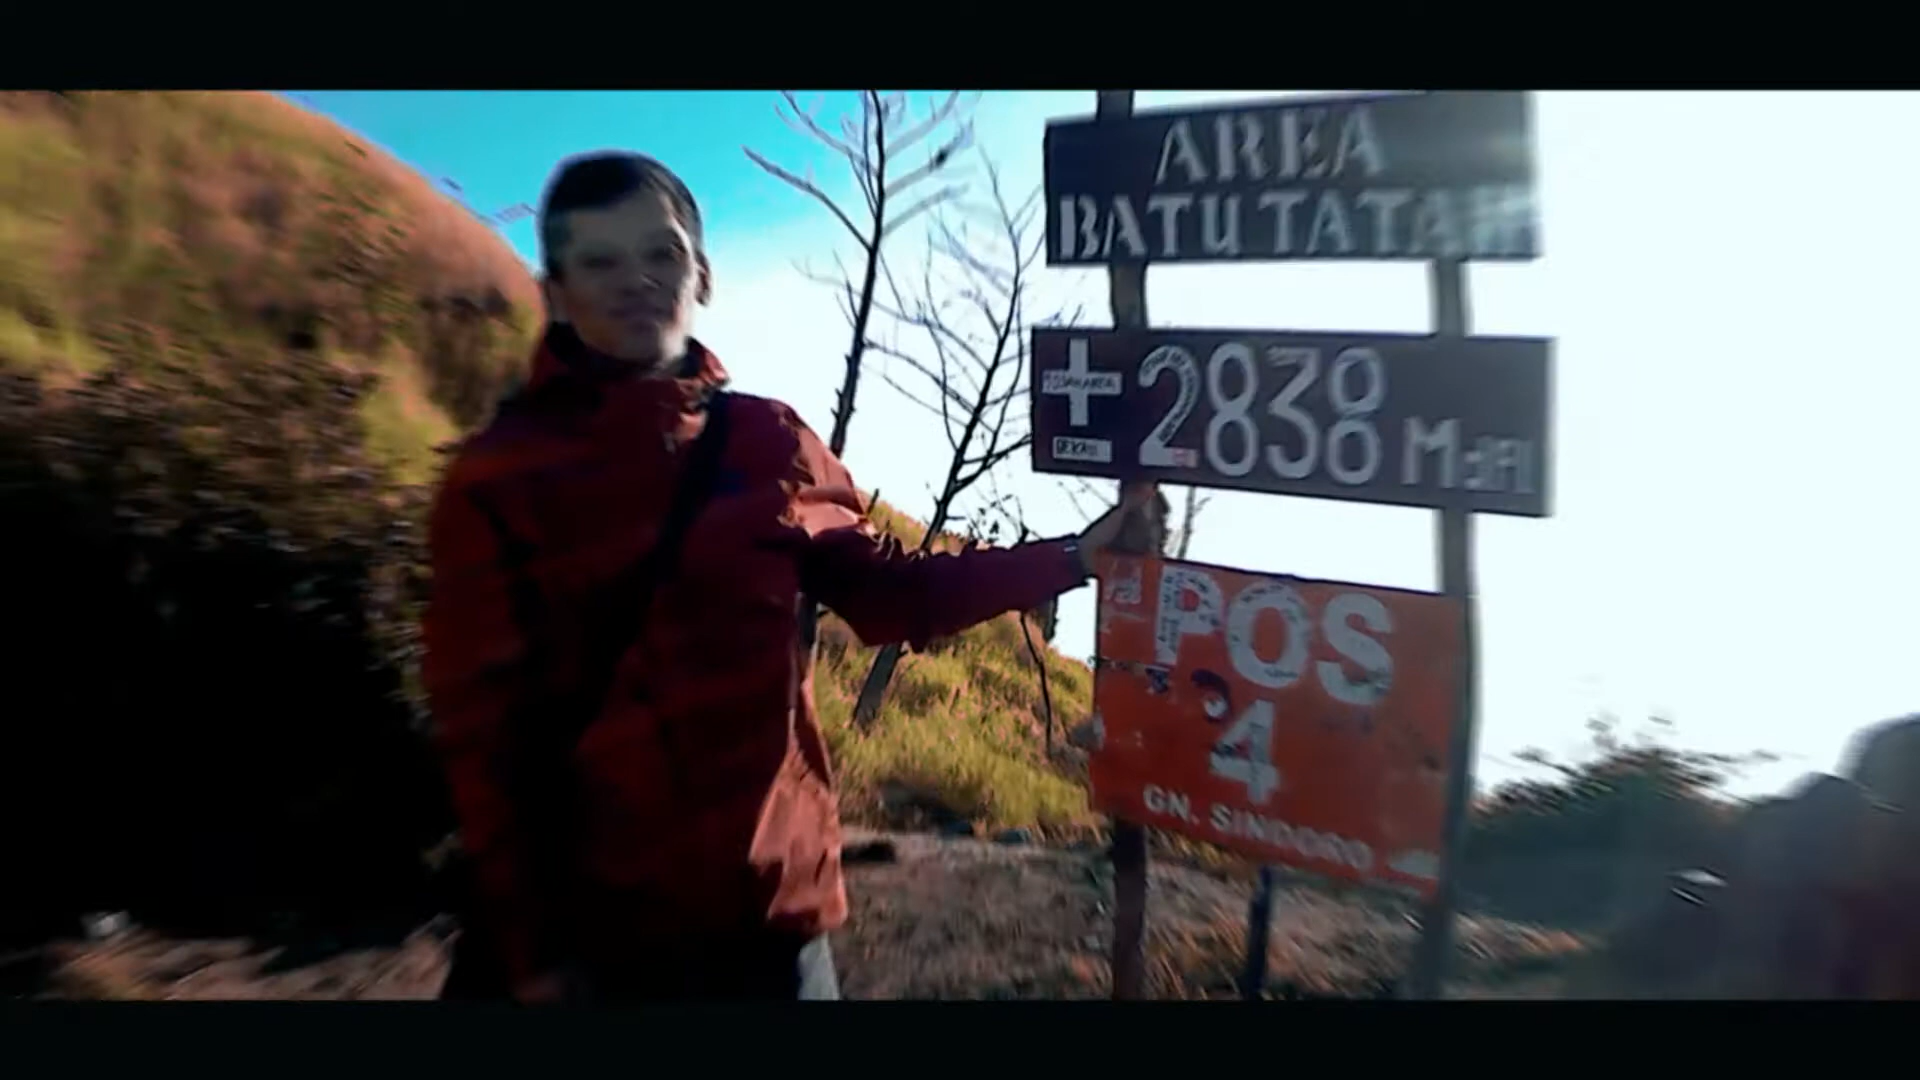 AREA
BATU TATAH
± 2838 MdPl
POS
4
GN. SINDORO